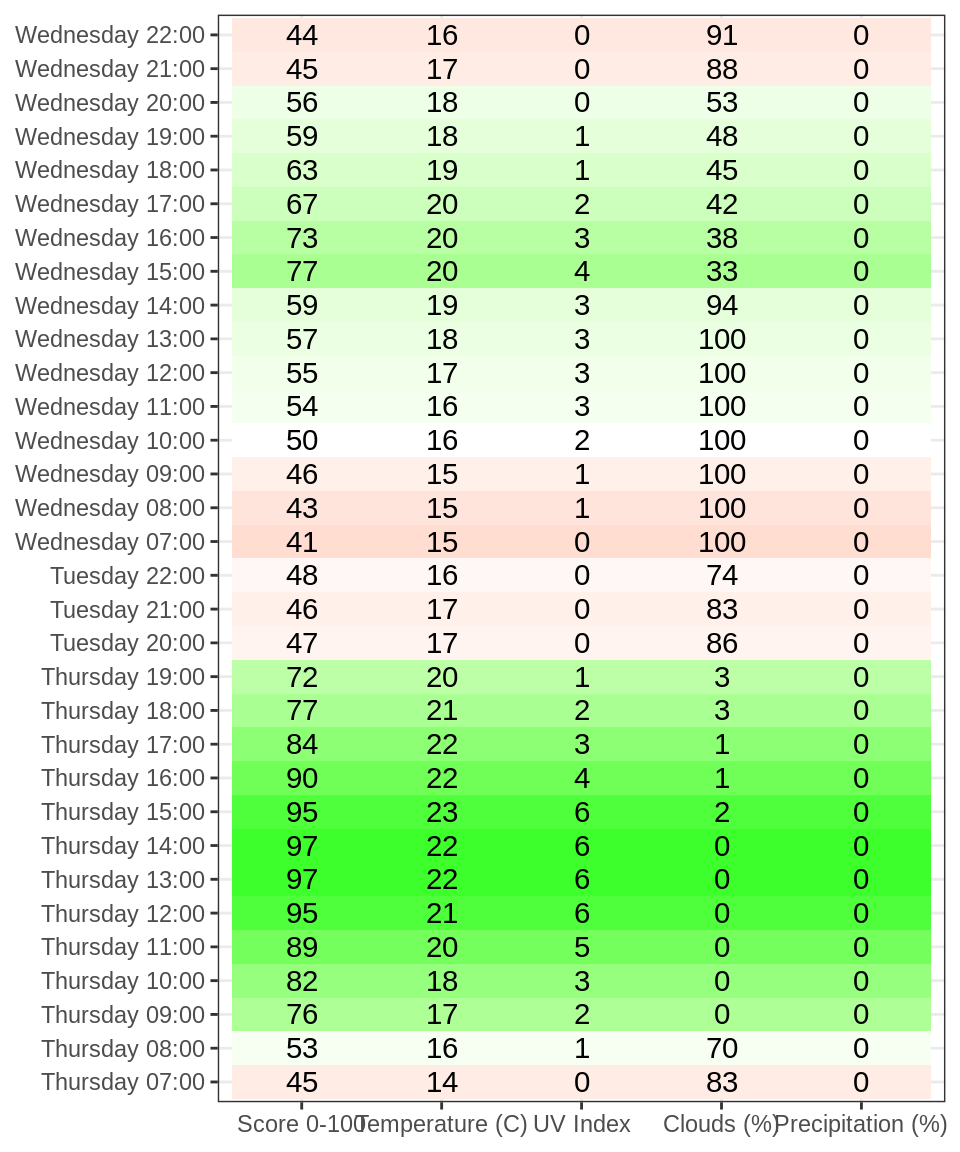 Wednesday 22:00 44 16 0 91 0
Wednesday 21:00 45 17 0 88 0
Wednesday 20:00 56 18 0 53 0
Wednesday 19:00 59 18 1 48 0
Wednesday 18:00 63 19 1 45 0
Wednesday 17:00 67 20 2 42 0
Wednesday 16:00 73 20 3 38 0
Wednesday 15:00 77 20 4 33 0
Wednesday 14:00 59 19 3 94 0
Wednesday 13:00 57 18 3 100 0
Wednesday 12:00 55 17 3 100 0
Wednesday 11:00 54 16 3 100 0
Wednesday 10:00 50 16 2 100 0
Wednesday 09:00 46 15 1 100 0
Wednesday 08:00 43 15 1 100 0
Wednesday 07:00 41 15 0 100 0
Tuesday 22:00 48 16 0 74 0
Tuesday 21:00 46 17 0 83 0
Tuesday 20:00 47 17 0 86 0
Thursday 19:00 72 20 1 3 0
Thursday 18:00 77 21 2 3 0
Thursday 17:00 84 22 3 1 0
Thursday 16:00 90 22 4 1 0
Thursday 15:00 95 23 6 2 0
Thursday 14:00 97 22 6 0 0
Thursday 13:00 97 22 6 0 0
Thursday 12:00 95 21 6 0 0
Thursday 11:00 89 20 5 0 0
Thursday 10:00 82 18 3 0 0
Thursday 09:00 76 17 2 0 0
Thursday 08:00 53 16 1 70 0
Thursday 07:00 45 14 0 83 0
Score 0-100 Temperature (C) UV Index Clouds (%) Precipitation (%)